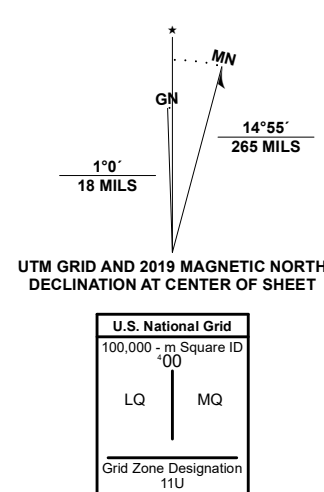 ★
MN
GN
14°55´
265 MILS
1°0´
18 MILS
UTM GRID AND 2019 MAGNETIC NORTH
DECLINATION AT CENTER OF SHEET
U.S. National Grid
100,000 - m Square ID
⁴00
LQ MQ
Grid Zone Designation
11U